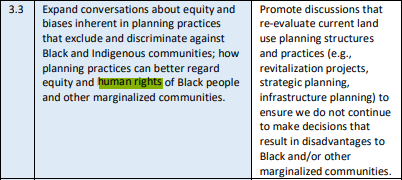 3.3
Expand conversations about equity and
biases inherent in planning practices
that exclude and discriminate against
Black and Indigenous communities; how
planning practices can better regard
equity and human rights of Black people
and other marginalized communities.
Promote discussions that
re-evaluate current land
use planning structures
and practices (e.g.,
revitalization projects,
strategic planning,
infrastructure planning) to
ensure we do not continue
to make decisions that
result in disadvantages to
Black and/or other
marginalized communities.